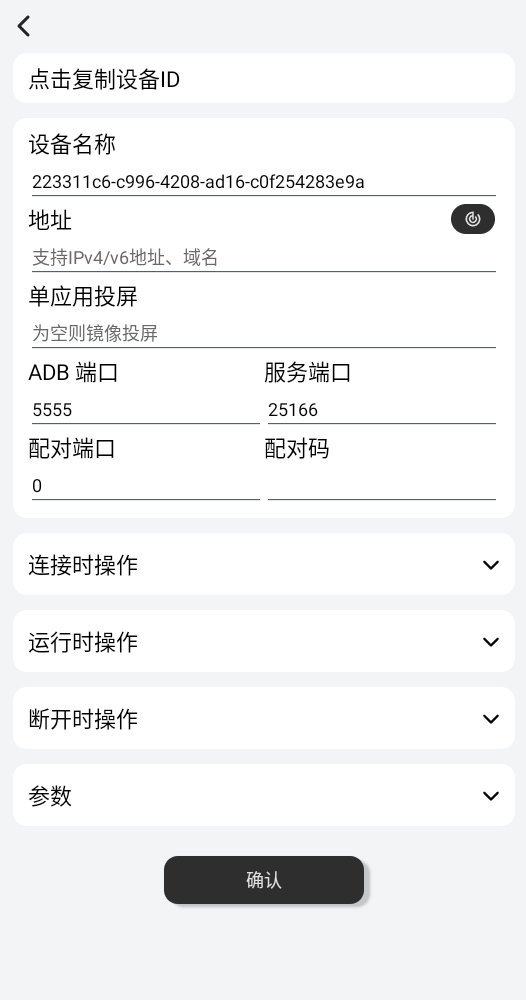 点击复制设备ID
设备名称
223311c6-c996-4208-ad16-c0f254283e9a
地址
支持IPv4/v6地址、域名
单应用投屏
为空则镜像投屏
ADB 端口 服务端口
5555 25166
配对端口 配对码
0
连接时操作
运行时操作
断开时操作
参数
确认